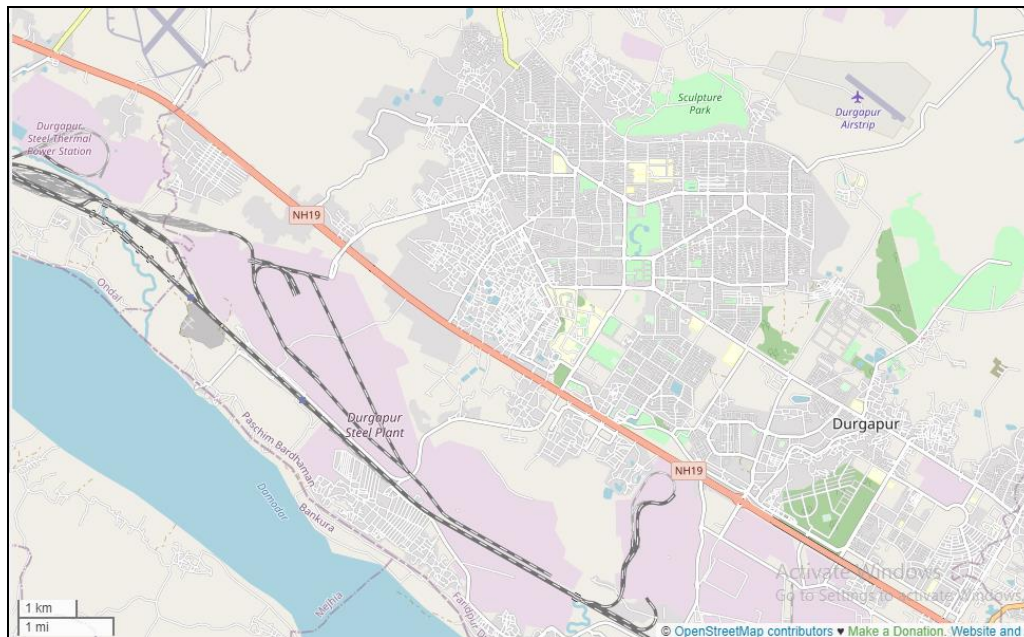 Sculpture
Park
Durgapur
Airstrip
Durgapur
Steel Thermal
Power Station
NH19
Ondal
Durgapur
Steel Plant
Durgapur
Paschim Bardhaman
Bankura
Damodar
NH19
Mejhia
Faridpur D
Activate Windows
Go to Settings to activate Windows.
1 km
1 mi
© OpenStreetMap contributors ♥ Make a Donation. Website and